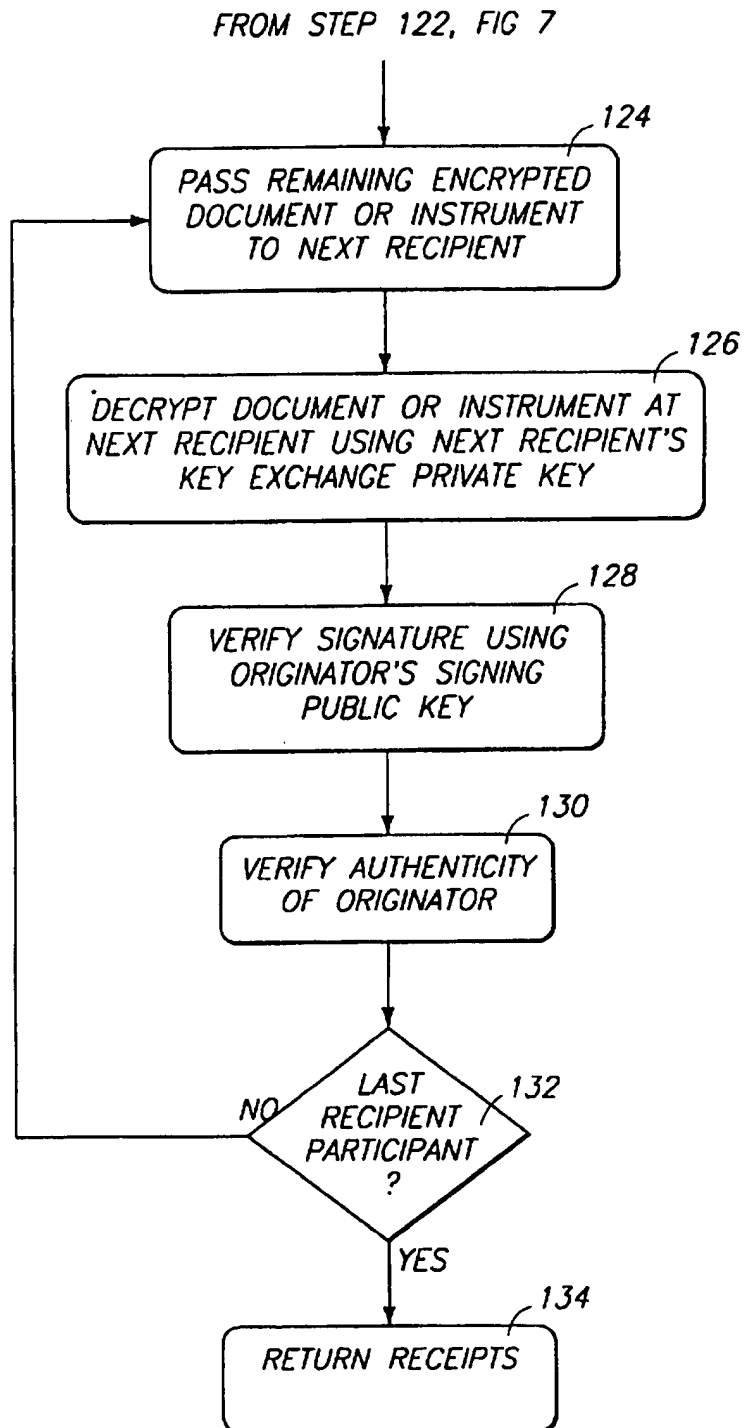 FROM STEP 122, FIG 7
124
PASS REMAINING ENCRYPTED
DOCUMENT OR INSTRUMENT
TO NEXT RECIPIENT
126
DECRYPT DOCUMENT OR INSTRUMENT AT
NEXT RECIPIENT USING NEXT RECIPIENT'S
KEY EXCHANGE PRIVATE KEY
128
VERIFY SIGNATURE USING
ORIGINATOR'S SIGNING
PUBLIC KEY
130
VERIFY AUTHENTICITY
OF ORIGINATOR
132
LAST
RECIPIENT
PARTICIPANT
?
NO
YES
134
RETURN RECEIPTS